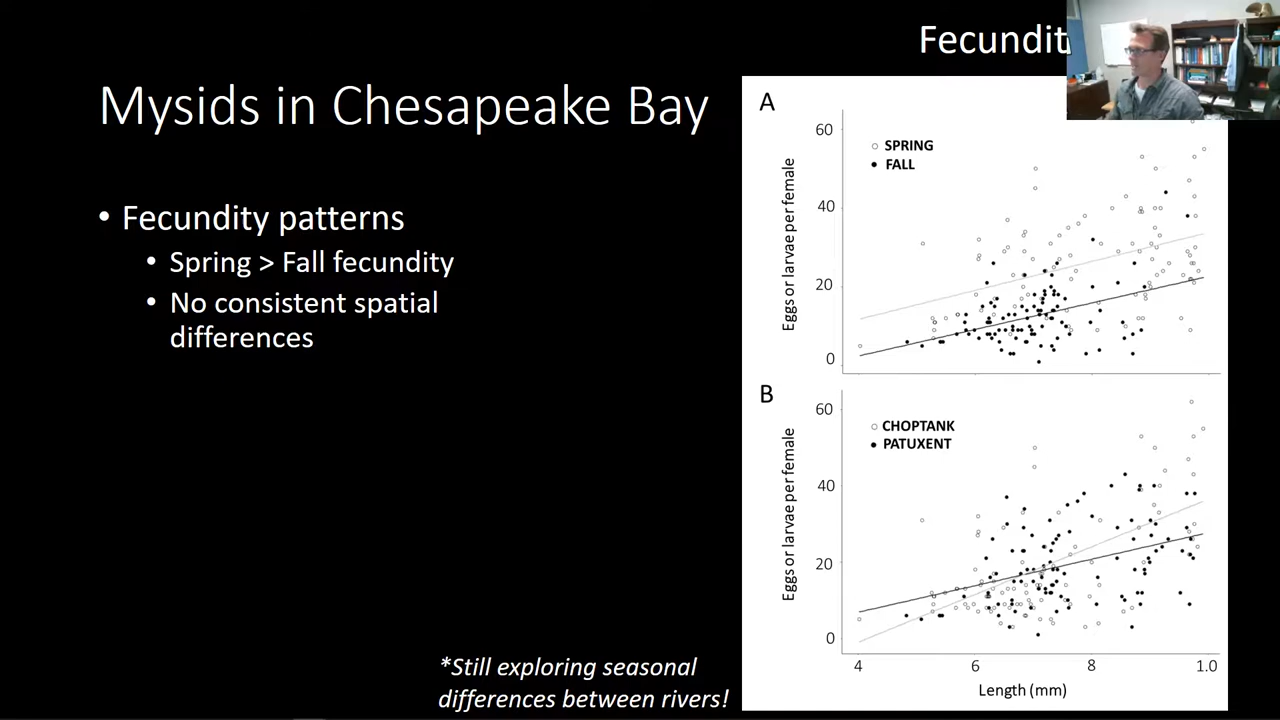 Fecundit
Mysids in Chesapeake Bay
• Fecundity patterns
• Spring > Fall fecundity
• No consistent spatial
differences
*Still exploring seasonal
differences between rivers!
A
SPRING
FALL
60
40
20
0
Eggs or larvae per female
B
CHOPTANK
PATUXENT
60
40
20
0
Eggs or larvae per female
4 6 8 1.0
Length (mm)